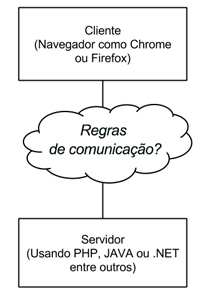 Cliente
(Navegador como Chrome
ou Firefox)
Regras
de comunicação?
Servidor
(Usando PHP, JAVA ou .NET
entre outros)